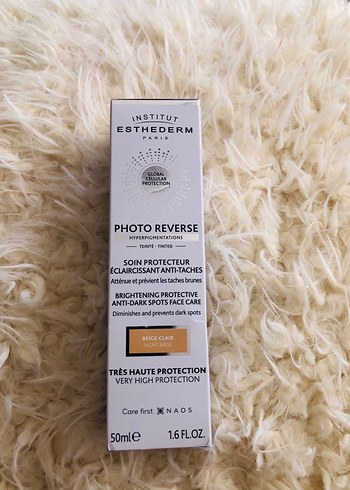 INSTITUT
ESTHEDERM
PARIS
GLOBAL
CELLULAR
PROTECTION
PHOTO REVERSE
HYPERPIGMENTATIONS
TEINTÉ - TINTED
SOIN PROTECTEUR
ÉCLAIRCISSANT ANTI-TACHES
Atténue et prévient les taches brunes
BRIGHTENING PROTECTIVE
ANTI-DARK SPOTS FACE CARE
Diminishes and prevents dark spots
BEIGE CLAIR
LIGHT BEIGE
TRÈS HAUTE PROTECTION
VERY HIGH PROTECTION
Care first NAOS
50ml℮ 1.6 FL.OZ.